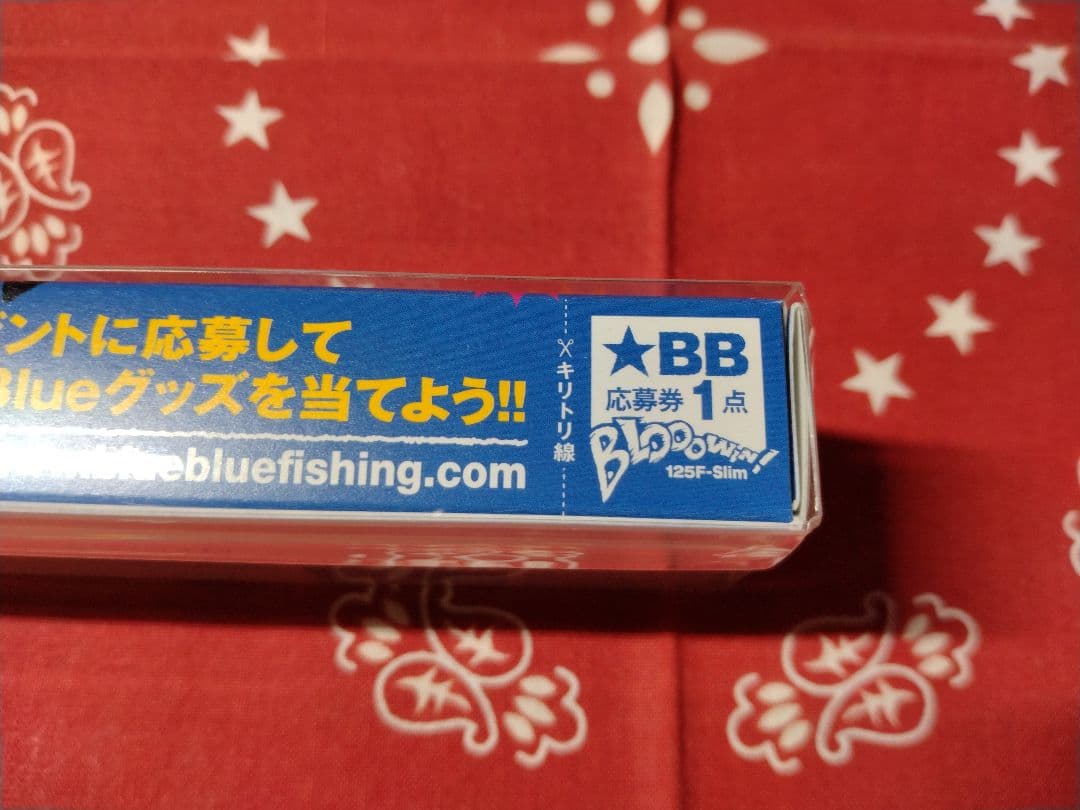 ントに応募して
Blueグッズを当てよう!!
bluebluefishing.com
キリトリ線
★BB
応募券1点
BLOOOWIN!
125F-Slim